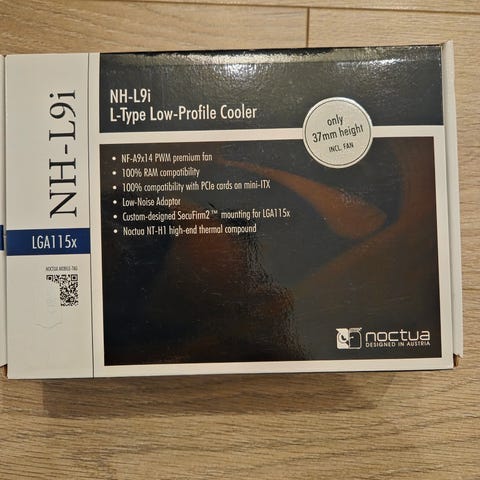 NH-L9i
LGA115x
NOCTUA MOBILE-TAG
NH-L9i
L-Type Low-Profile Cooler
only
37mm height
INCL. FAN
• NF-A9x14 PWM premium fan
• 100% RAM compatibility
• 100% compatibility with PCIe cards on mini-ITX
• Low-Noise Adaptor
• Custom-designed SecuFirm2™ mounting for LGA115x
• Noctua NT-H1 high-end thermal compound
noctua
DESIGNED IN AUSTRIA